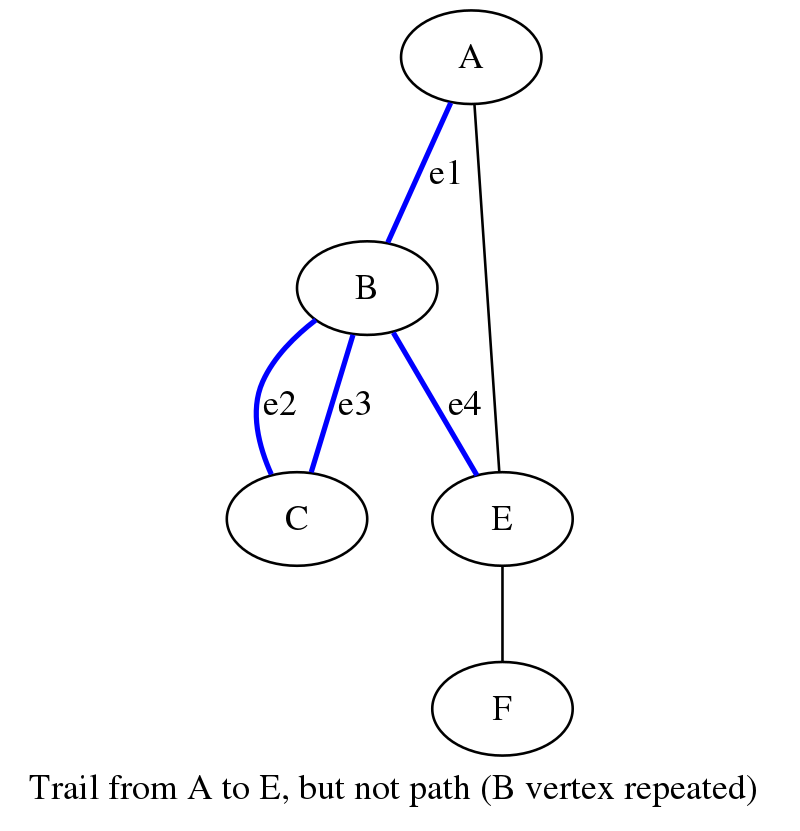 A
e1
B
e2 e3 e4
C E
F
Trail from A to E, but not path (B vertex repeated)